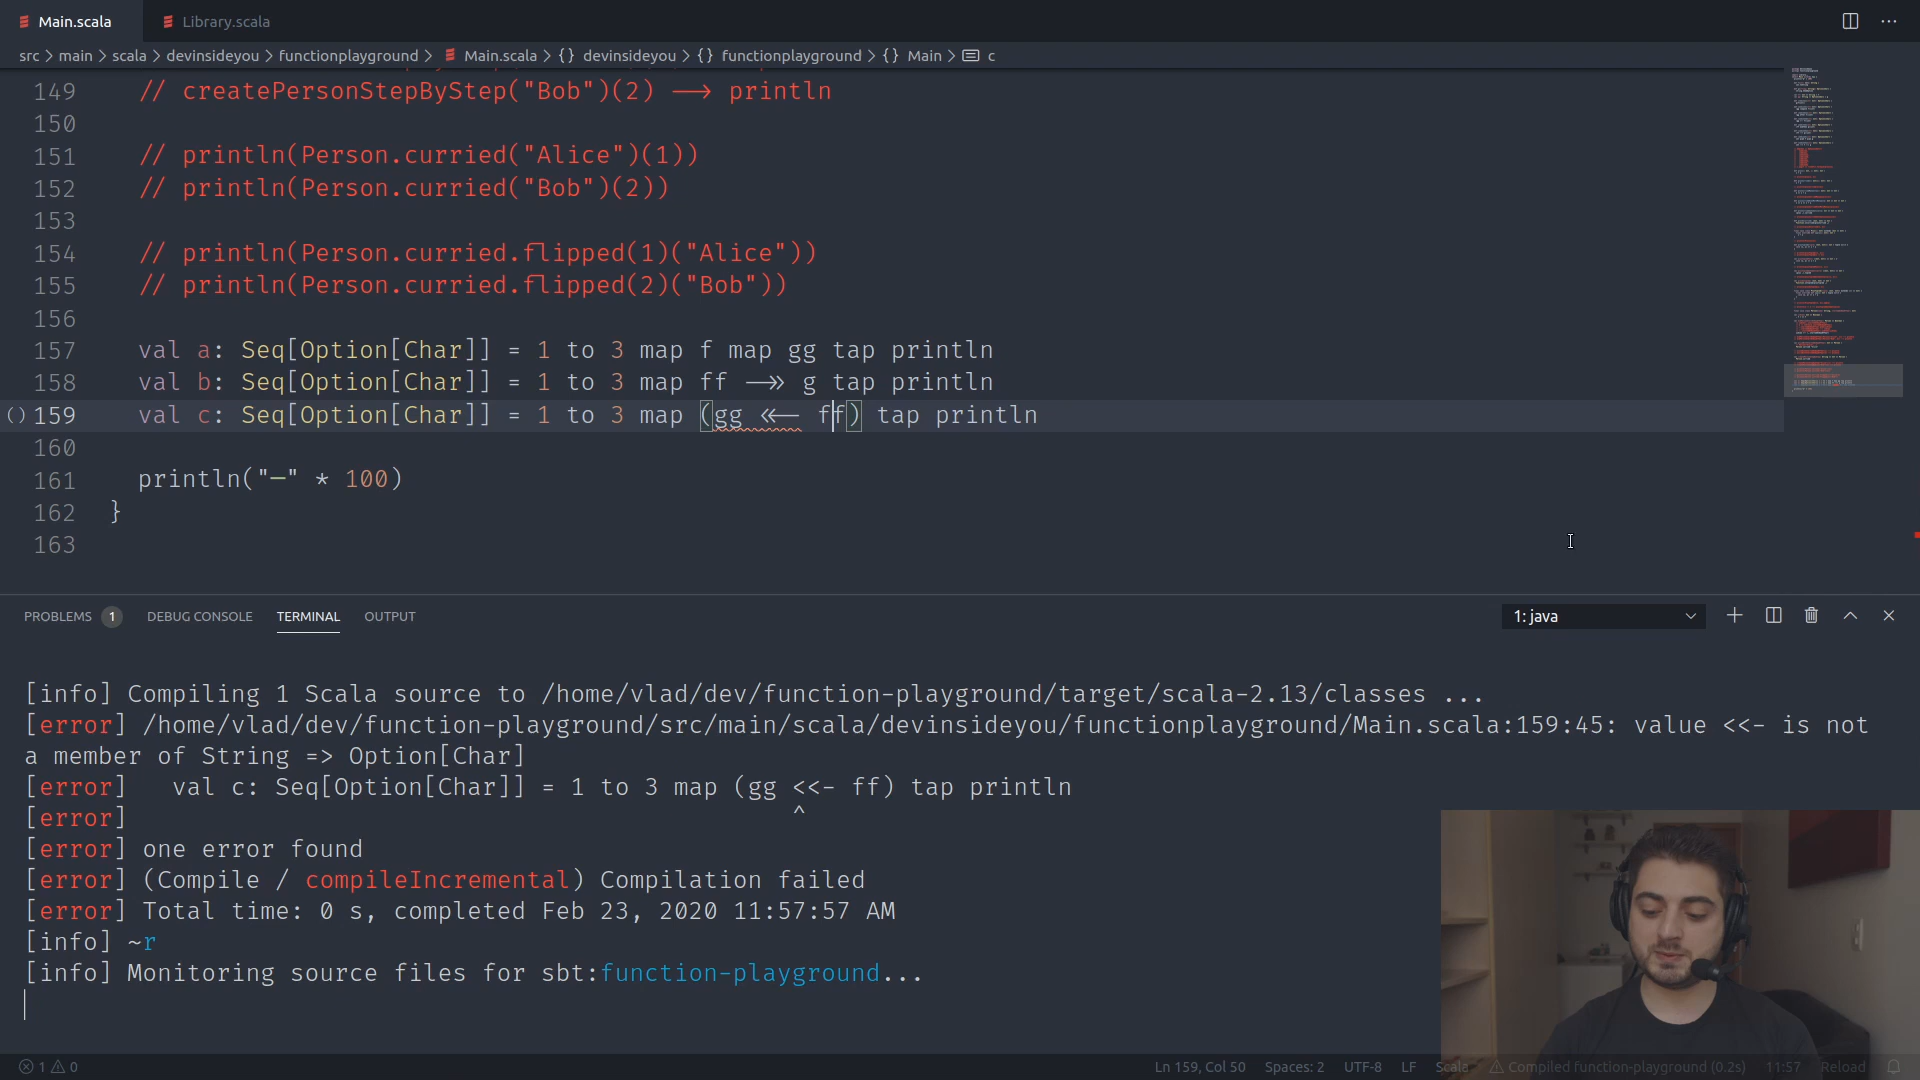 Main.scala
Library.scala
src > main > scala > devinsideyou > functionplayground > Main.scala > {} devinsideyou > {} functionplayground > {} Main > c
149 // createPersonStepByStep("Bob")(2) --> println
150
151 // println(Person.curried("Alice")(1))
152 // println(Person.curried("Bob")(2))
153
154 // println(Person.curried.flipped(1)("Alice"))
155 // println(Person.curried.flipped(2)("Bob"))
156
157 val a: Seq[Option[Char]] = 1 to 3 map f map gg tap println
158 val b: Seq[Option[Char]] = 1 to 3 map ff ->> g tap println
() 159 val c: Seq[Option[Char]] = 1 to 3 map (gg <<- ff) tap println
160
161 println("─" * 100)
162 }
163
PROBLEMS 1 DEBUG CONSOLE TERMINAL OUTPUT
1: java
[info] Compiling 1 Scala source to /home/vlad/dev/function-playground/target/scala-2.13/classes ...
[error] /home/vlad/dev/function-playground/src/main/scala/devinsideyou/functionplayground/Main.scala:159:45: value <<- is not
a member of String => Option[Char]
[error] val c: Seq[Option[Char]] = 1 to 3 map (gg <<- ff) tap println
[error] ^
[error] one error found
[error] (Compile / compileIncremental) Compilation failed
[error] Total time: 0 s, completed Feb 23, 2020 11:57:57 AM
[info] ~r
[info] Monitoring source files for sbt:function-playground...
1 0 Ln 159, Col 50 Spaces: 2 UTF-8 LF Scala Compiled function-playground (0.2s) 11:57 Reload